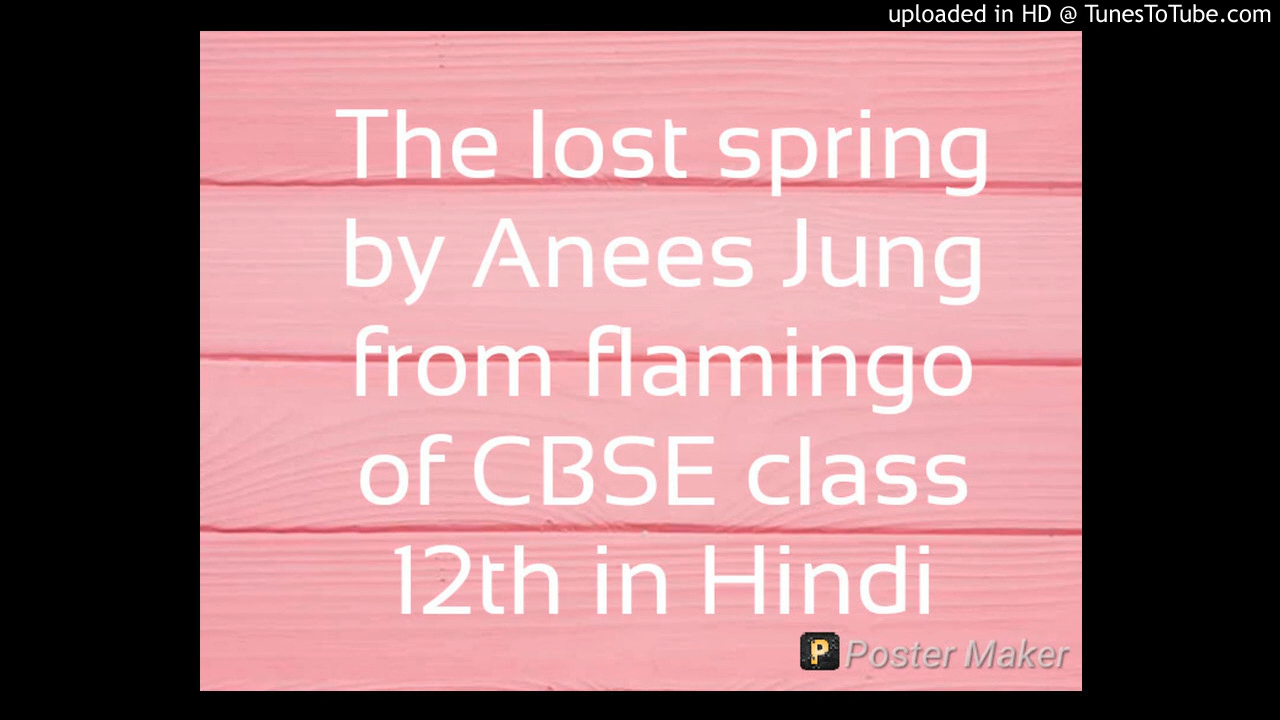 uploaded in HD @ TunesToTube.com
The lost spring
by Anees Jung
from flamingo
of CBSE class
12th in Hindi
P Poster Maker